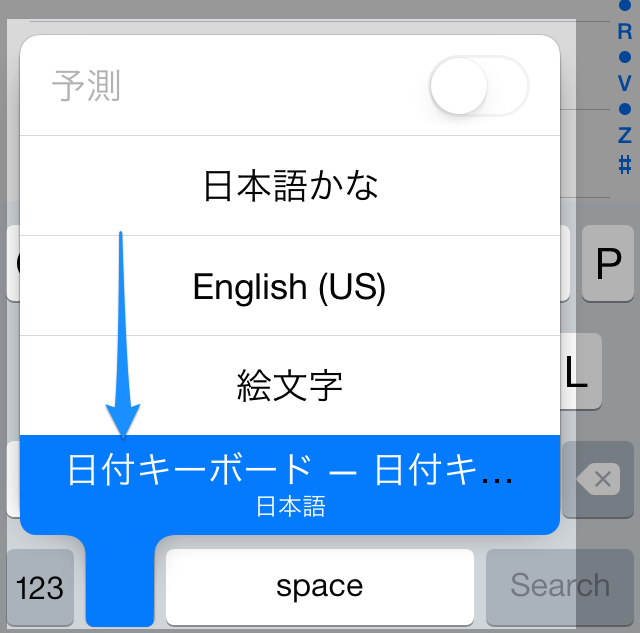 R
V
Z
#
予測
日本語かな
English (US)
絵文字
日付キーボード — 日付キ...
日本語
P
L
123
space
Search